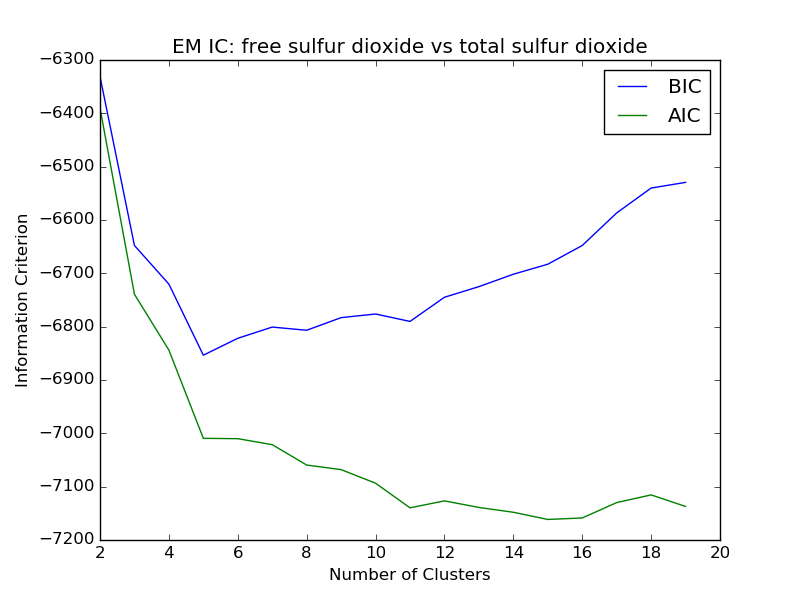 EM IC: free sulfur dioxide vs total sulfur dioxide
BIC
AIC
−6300
−6400
−6500
−6600
−6700
−6800
−6900
−7000
−7100
−7200
Information Criterion
2 4 6 8 10 12 14 16 18 20
Number of Clusters